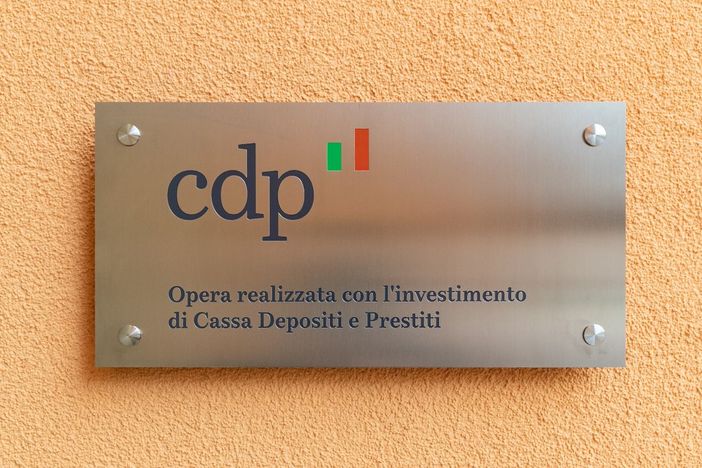 cdp
Opera realizzata con l'investimento
di Cassa Depositi e Prestiti